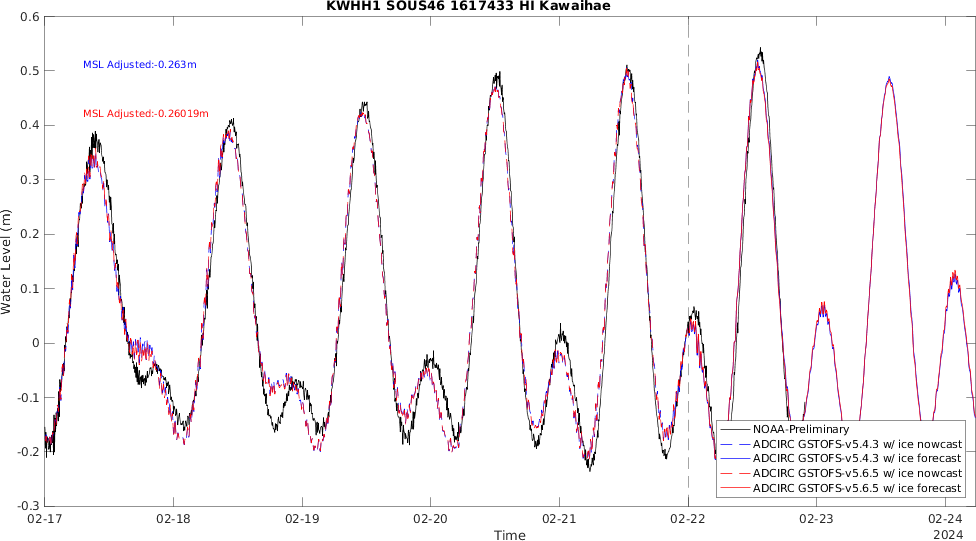 KWHH1 SOUS46 1617433 HI Kawaihae
MSL Adjusted:-0.263m
MSL Adjusted:-0.26019m
Water Level (m)
0.6
0.5
0.4
0.3
0.2
0.1
0
-0.1
-0.2
-0.3
NOAA-Preliminary
ADCIRC GSTOFS-v5.4.3 w/ ice nowcast
ADCIRC GSTOFS-v5.4.3 w/ ice forecast
ADCIRC GSTOFS-v5.6.5 w/ ice nowcast
ADCIRC GSTOFS-v5.6.5 w/ ice forecast
02-17 02-18 02-19 02-20 02-21 02-22 02-23 02-24
Time
2024